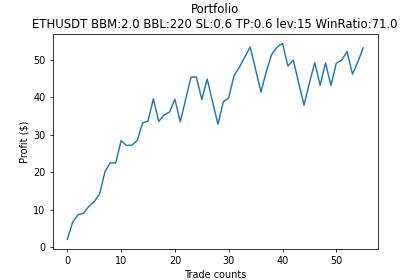 Portfolio
ETHUSDT BBM:2.0 BBL:220 SL:0.6 TP:0.6 lev:15 WinRatio:71.0
50
40
30
20
10
0
Profit ($)
0 10 20 30 40 50
Trade counts